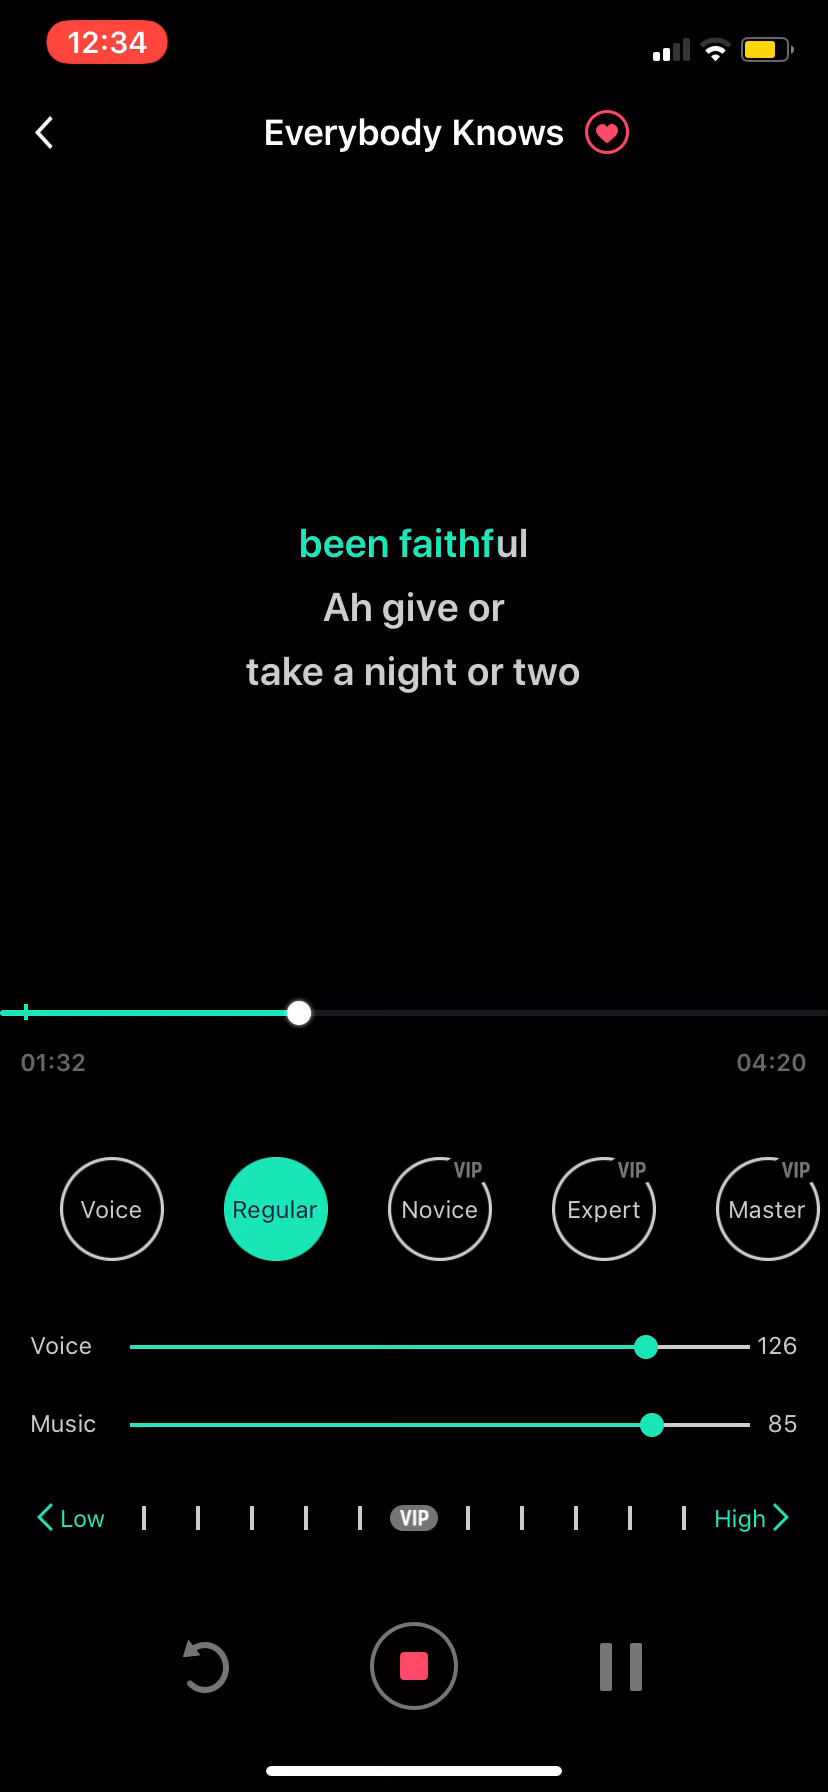 12:34
Everybody Knows
been faithful
Ah give or
take a night or two
01:32 04:20
Voice Regular Novice VIP Expert VIP Master VIP
Voice 126
Music 85
Low VIP High